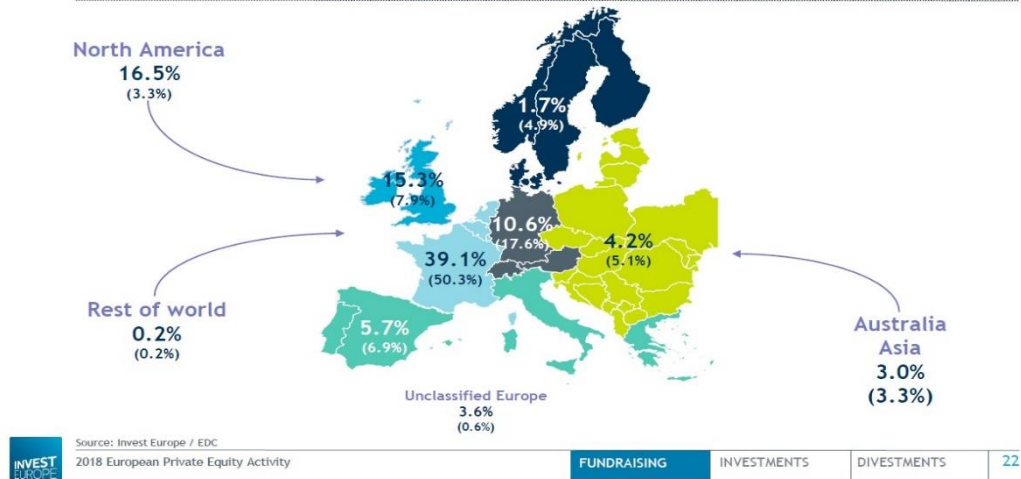 North America
16.5%
(3.3%)
1.7%
(4.9%)
15.3%
(7.9%)
10.6%
(17.6%)
4.2%
(5.1%)
39.1%
(50.3%)
Rest of world
0.2%
(0.2%)
5.7%
(6.9%)
Australia
Asia
3.0%
(3.3%)
Unclassified Europe
3.6%
(0.6%)
Source: Invest Europe / EDC
INVEST
EUROPE
2018 European Private Equity Activity
FUNDRAISING INVESTMENTS DIVESTMENTS 22